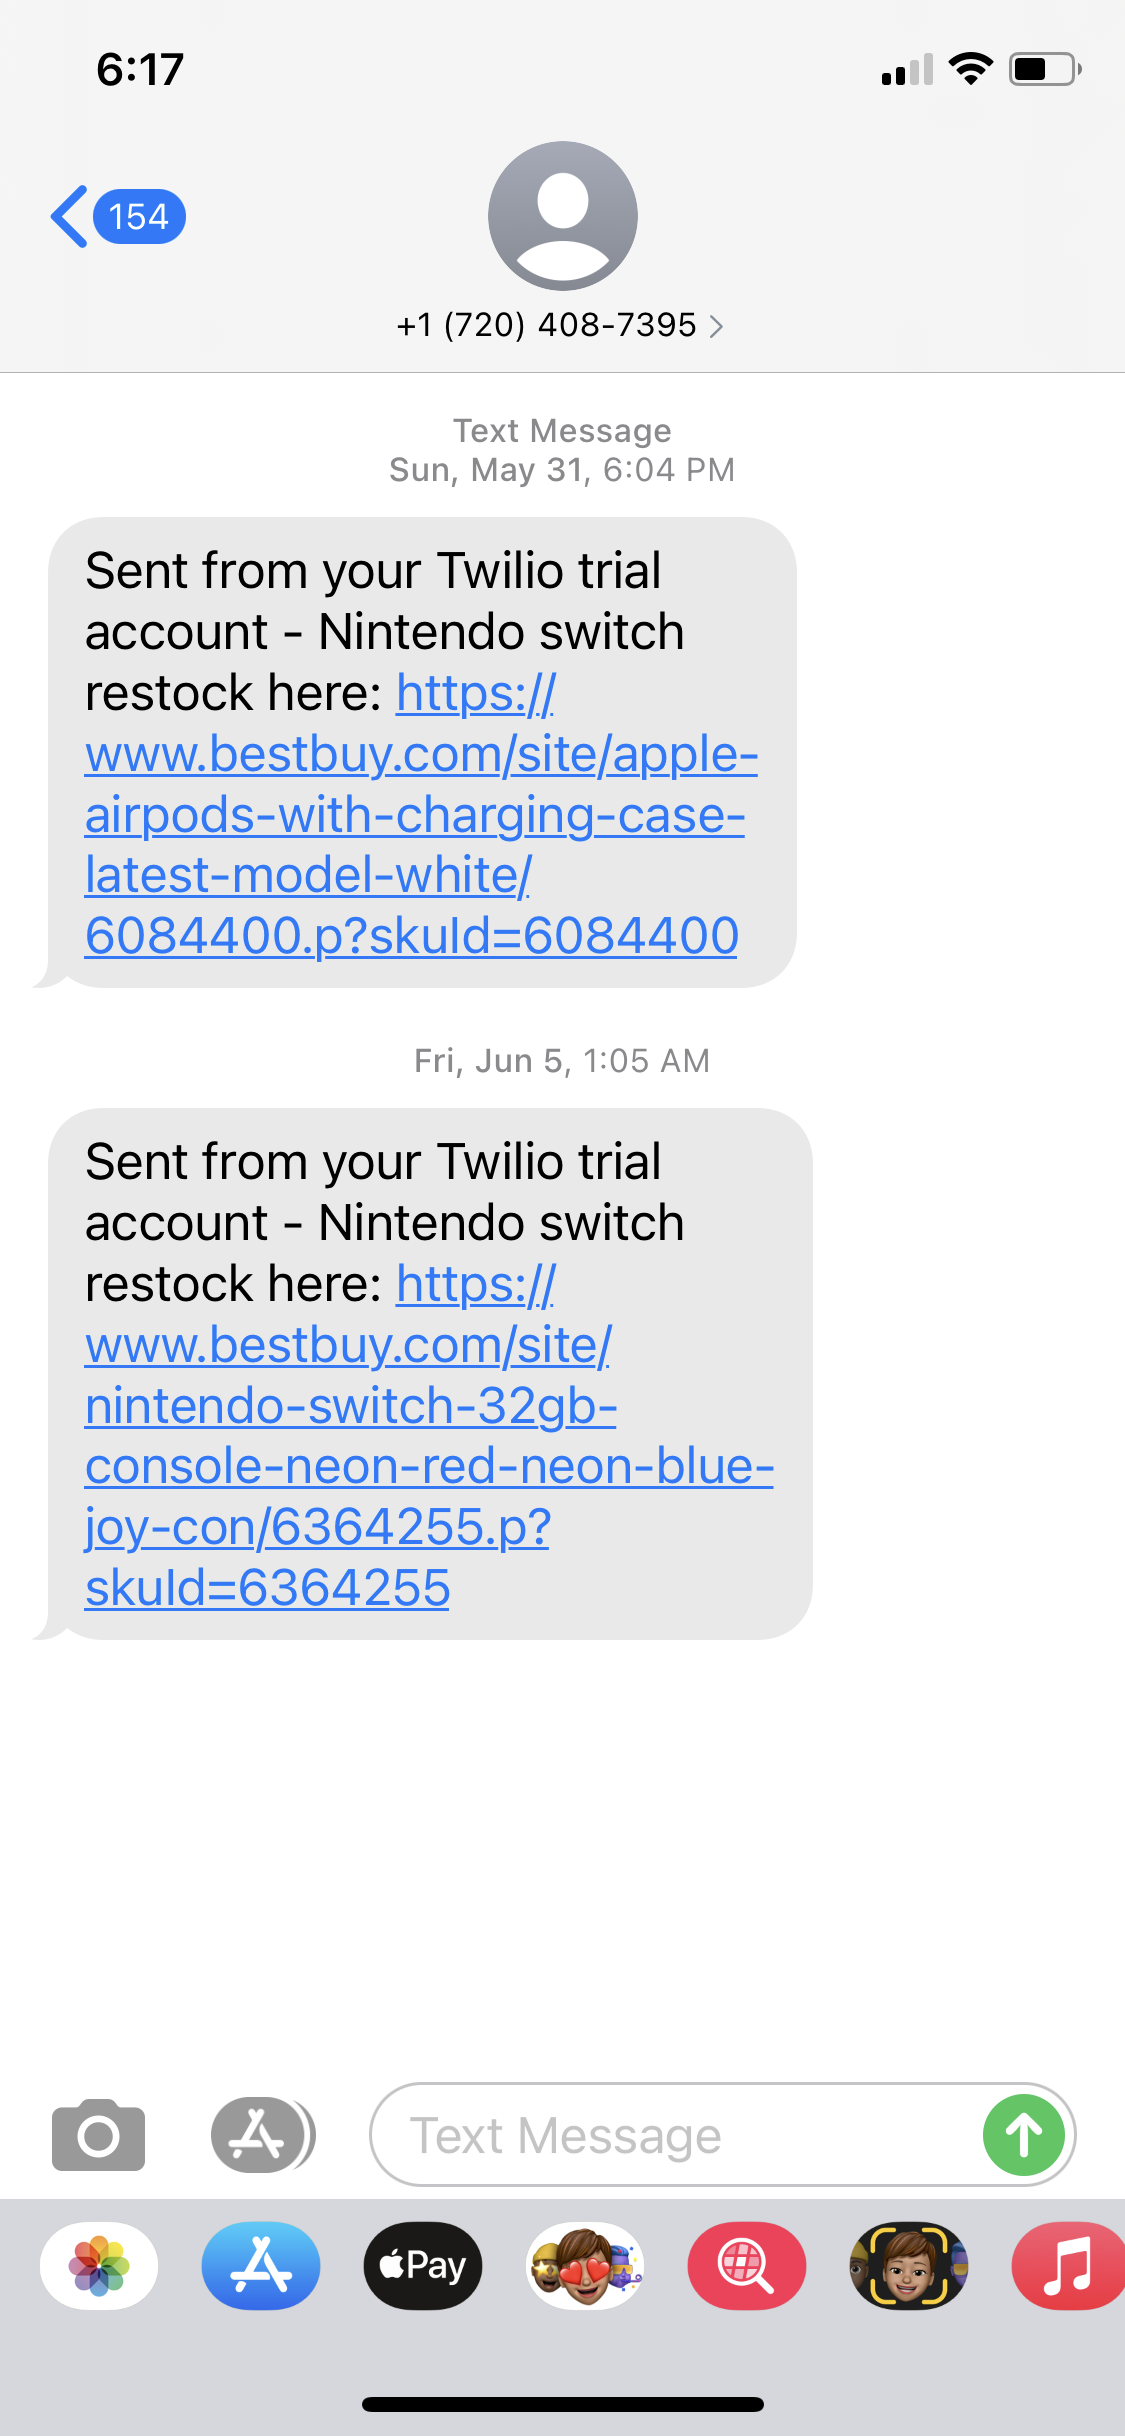 6:17
154
+1 (720) 408-7395
Text Message
Sun, May 31, 6:04 PM
Sent from your Twilio trial
account - Nintendo switch
restock here: https://
www.bestbuy.com/site/apple-
airpods-with-charging-case-
latest-model-white/
6084400.p?skuId=6084400
Fri, Jun 5, 1:05 AM
Sent from your Twilio trial
account - Nintendo switch
restock here: https://
www.bestbuy.com/site/
nintendo-switch-32gb-
console-neon-red-neon-blue-
joy-con/6364255.p?
skuId=6364255
Text Message
Pay